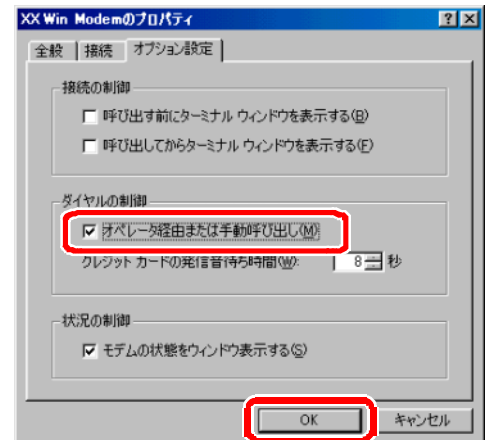 XX Win Modemのプロパティ
全般 接続 オプション設定
接続の制御
呼び出す前にターミナル ウィンドウを表示する(B)
呼び出してからターミナル ウィンドウを表示する(F)
ダイヤルの制御
オペレータ経由または手動呼び出し(M)
クレジット カードの発信音待ち時間(W): 8 秒
状況の制御
モデムの状態をウィンドウ表示する(S)
OK キャンセル